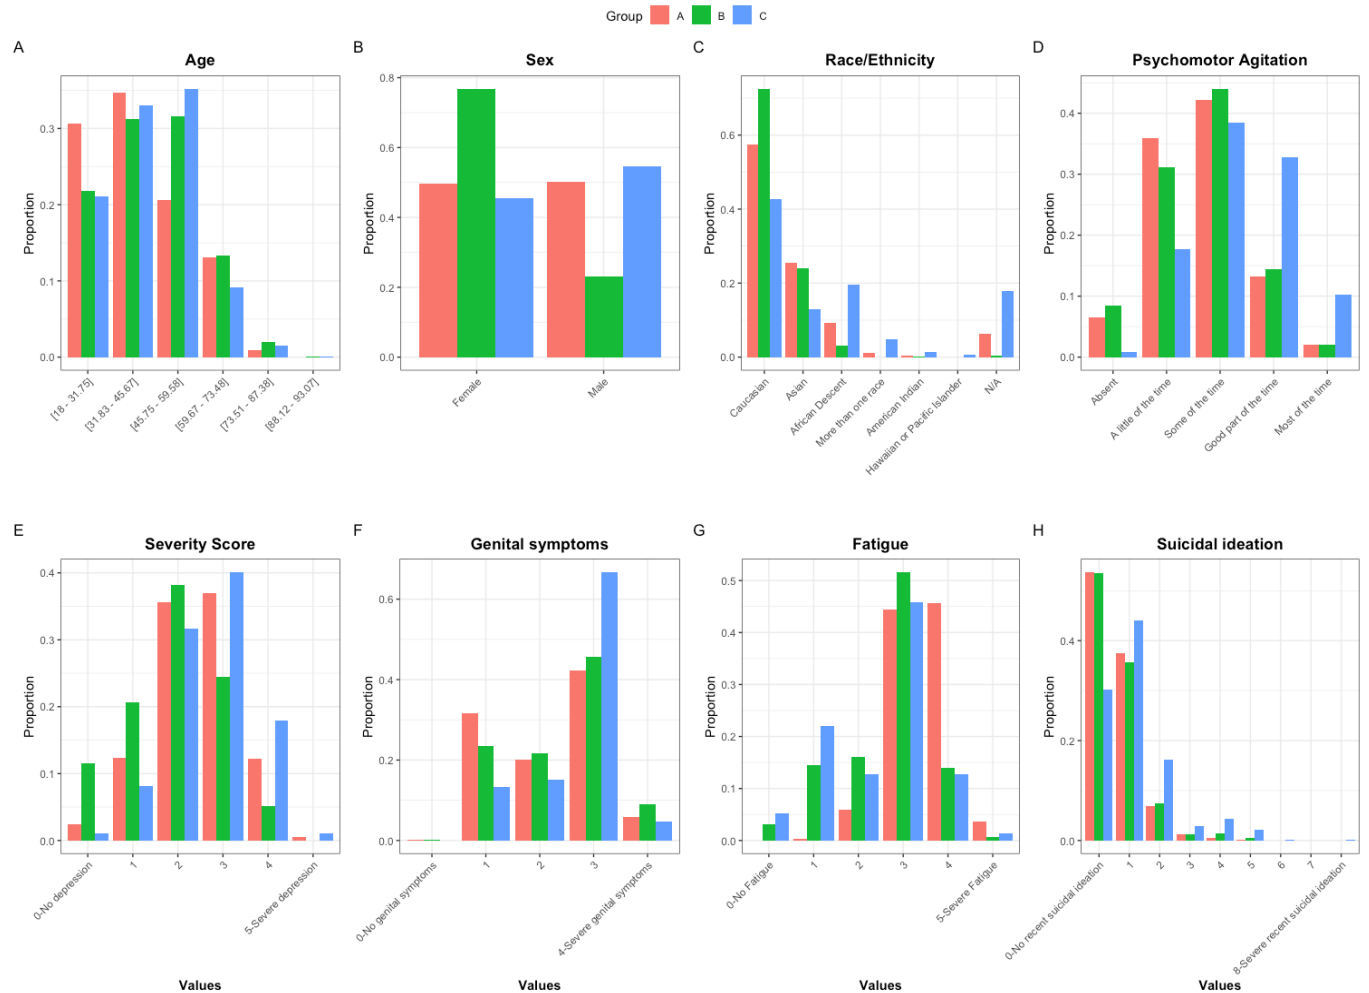 Group A B C
A
Age
Proportion
0.3
0.2
0.1
0.0
[18 - 31.75]
[31.83 - 45.67]
[45.75 - 59.58]
[59.67 - 73.48]
[73.51 - 87.38]
[88.12 - 93.07]
B
Sex
Proportion
0.8
0.6
0.4
0.2
0.0
Female
Male
C
Race/Ethnicity
Proportion
0.6
0.4
0.2
0.0
Caucasian
Asian
African Descent
More than one race
American Indian
Hawaiian or Pacific Islander
N/A
D
Psychomotor Agitation
Proportion
0.4
0.3
0.2
0.1
0.0
Absent
A little of the time
Some of the time
Good part of the time
Most of the time
E
Severity Score
Proportion
0.4
0.3
0.2
0.1
0.0
0-No depression
1
2
3
4
5-Severe depression
Values
F
Genital symptoms
Proportion
0.6
0.4
0.2
0.0
0-No genital symptoms
1
2
3
4-Severe genital symptoms
Values
G
Fatigue
Proportion
0.5
0.4
0.3
0.2
0.1
0.0
0-No Fatigue
1
2
3
4
5-Severe Fatigue
Values
H
Suicidal ideation
Proportion
0.4
0.2
0.0
0-No recent suicidal ideation
1
2
3
4
5
6
7
8-Severe recent suicidal ideation
Values